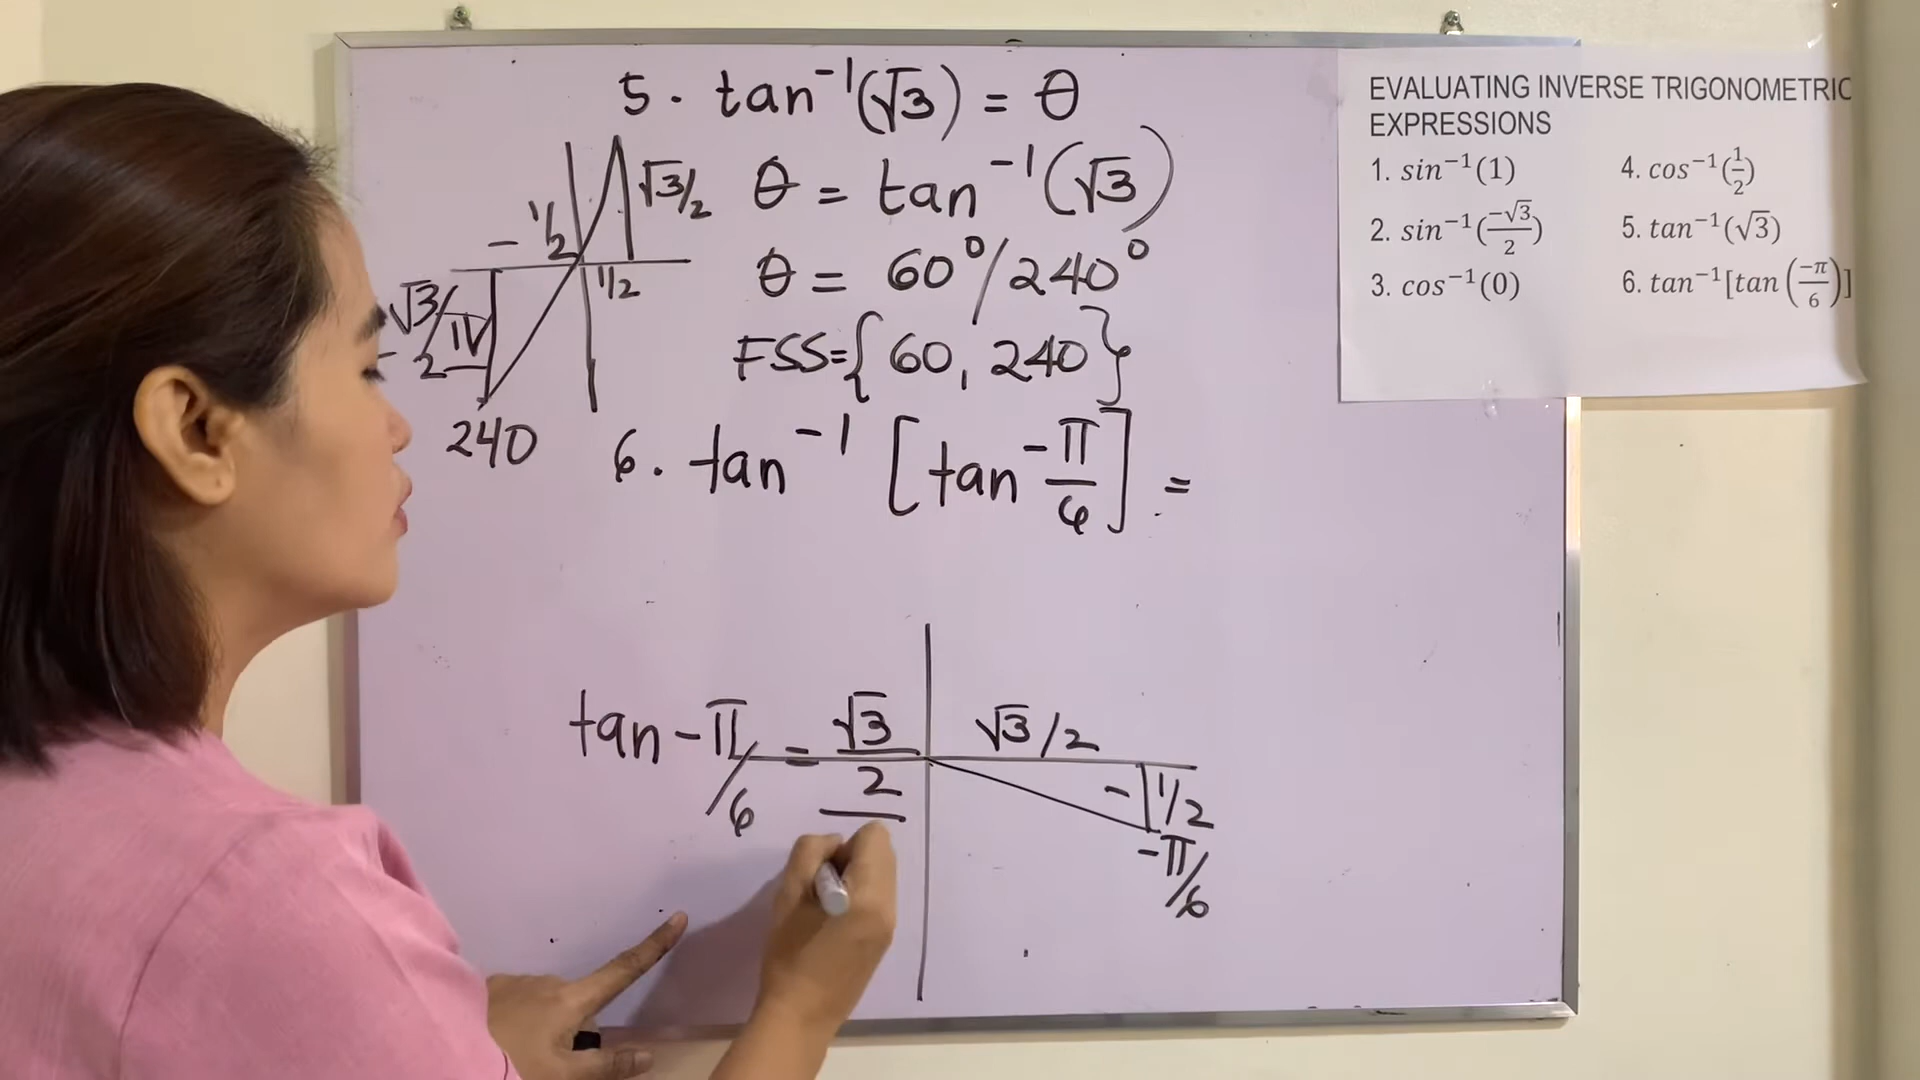 5. tan⁻¹(√3) = θ
θ = tan⁻¹(√3)
θ = 60°/240°
FSS={60, 240}
√3/2
-1/2
1/2
-√3/2
IV
240
6. tan⁻¹ [tan -π/6] =
tan -π/6 = √3/2
√3/2
-1/2
-π/6
EVALUATING INVERSE TRIGONOMETRIC
EXPRESSIONS
1. sin⁻¹(1)
2. sin⁻¹(-√3/2)
3. cos⁻¹(0)
4. cos⁻¹(1/2)
5. tan⁻¹(√3)
6. tan⁻¹[tan(-π/6)]